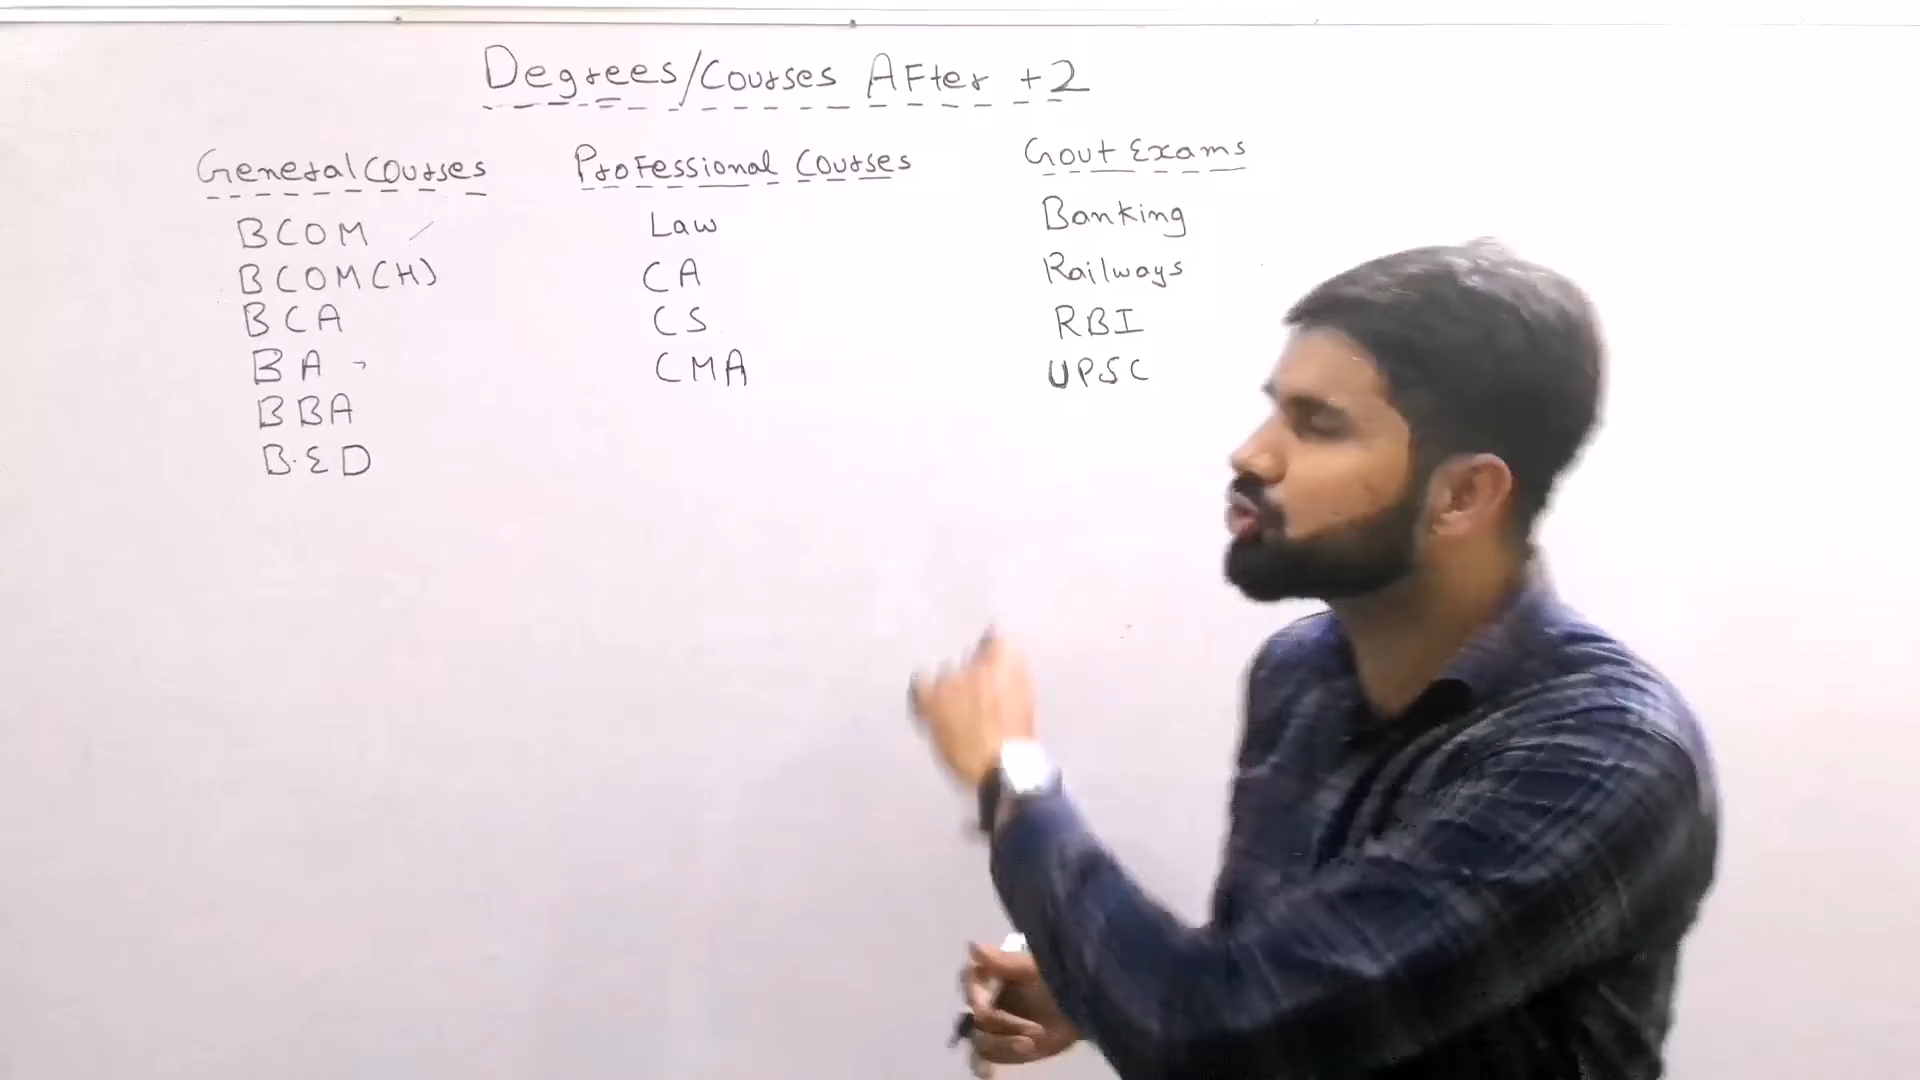 Degrees/Courses After +2
General Courses
BCOM
BCOM(H)
BCA
BA
BBA
B.ED
Professional Courses
Law
CA
CS
CMA
Govt Exams
Banking
Railways
RBI
UPSC